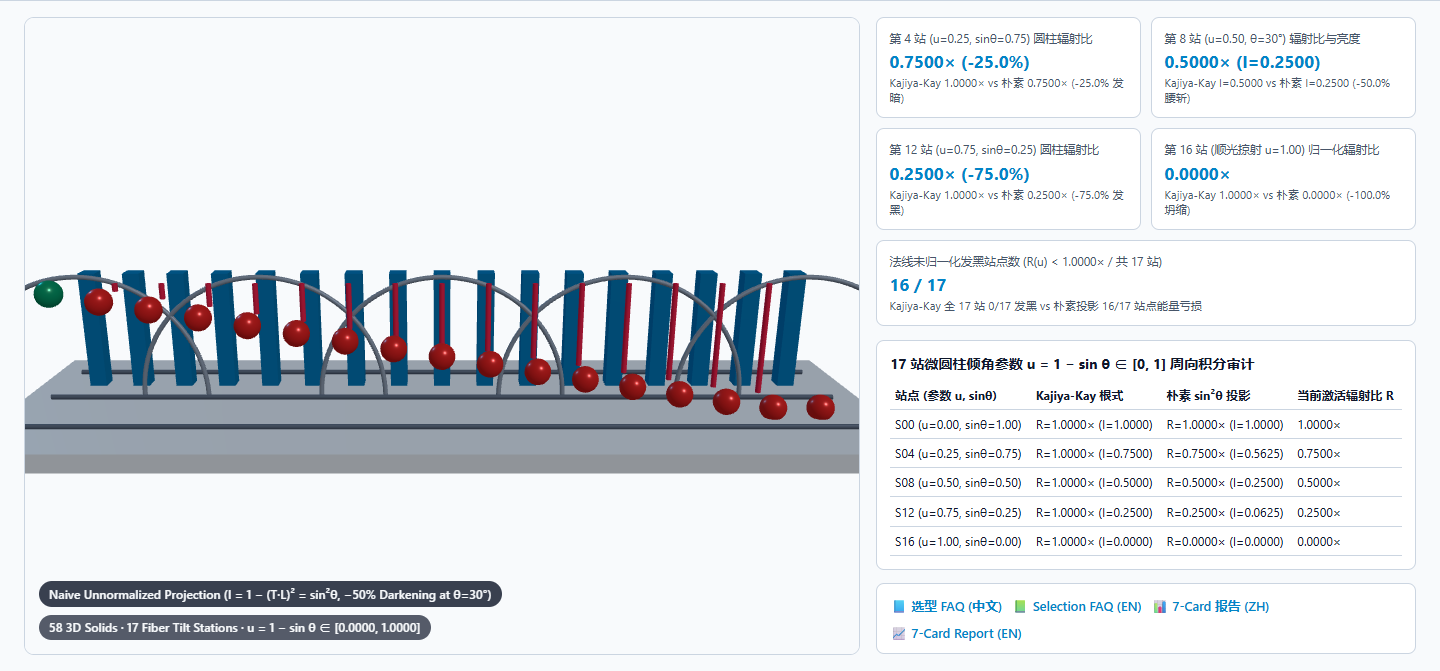 第 4 站 (u=0.25, sinθ=0.75) 圆柱辐射比
0.7500× (-25.0%)
Kajiya-Kay 1.0000× vs 朴素 0.7500× (-25.0% 发
暗)
第 8 站 (u=0.50, θ=30°) 辐射比与亮度
0.5000× (I=0.2500)
Kajiya-Kay I=0.5000 vs 朴素 I=0.2500 (-50.0%
腰斩)
第 12 站 (u=0.75, sinθ=0.25) 圆柱辐射比
0.2500× (-75.0%)
Kajiya-Kay 1.0000× vs 朴素 0.2500× (-75.0% 发
黑)
第 16 站 (顺光掠射 u=1.00) 归一化辐射比
0.0000×
Kajiya-Kay 1.0000× vs 朴素 0.0000× (-100.0%
坍缩)
法线未归一化发黑站点数 (R(u) < 1.0000× / 共 17 站)
16 / 17
Kajiya-Kay 全 17 站 0/17 发黑 vs 朴素投影 16/17 站点能量亏损
17 站微圆柱倾角参数 u = 1 − sin θ ∈ [0, 1] 周向积分审计
站点 (参数 u, sinθ) Kajiya-Kay 根式 朴素 sin²θ 投影 当前激活辐射比 R
S00 (u=0.00, sinθ=1.00) R=1.0000× (I=1.0000) R=1.0000× (I=1.0000) 1.0000×
S04 (u=0.25, sinθ=0.75) R=1.0000× (I=0.7500) R=0.7500× (I=0.5625) 0.7500×
S08 (u=0.50, sinθ=0.50) R=1.0000× (I=0.5000) R=0.5000× (I=0.2500) 0.5000×
S12 (u=0.75, sinθ=0.25) R=1.0000× (I=0.2500) R=0.2500× (I=0.0625) 0.2500×
S16 (u=1.00, sinθ=0.00) R=1.0000× (I=0.0000) R=0.0000× (I=0.0000) 0.0000×
Naive Unnormalized Projection (I = 1 − (T·L)² = sin²θ, −50% Darkening at θ=30°)
58 3D Solids · 17 Fiber Tilt Stations · u = 1 − sin θ ∈ [0.0000, 1.0000]
选型 FAQ (中文) Selection FAQ (EN) 7-Card 报告 (ZH)
7-Card Report (EN)